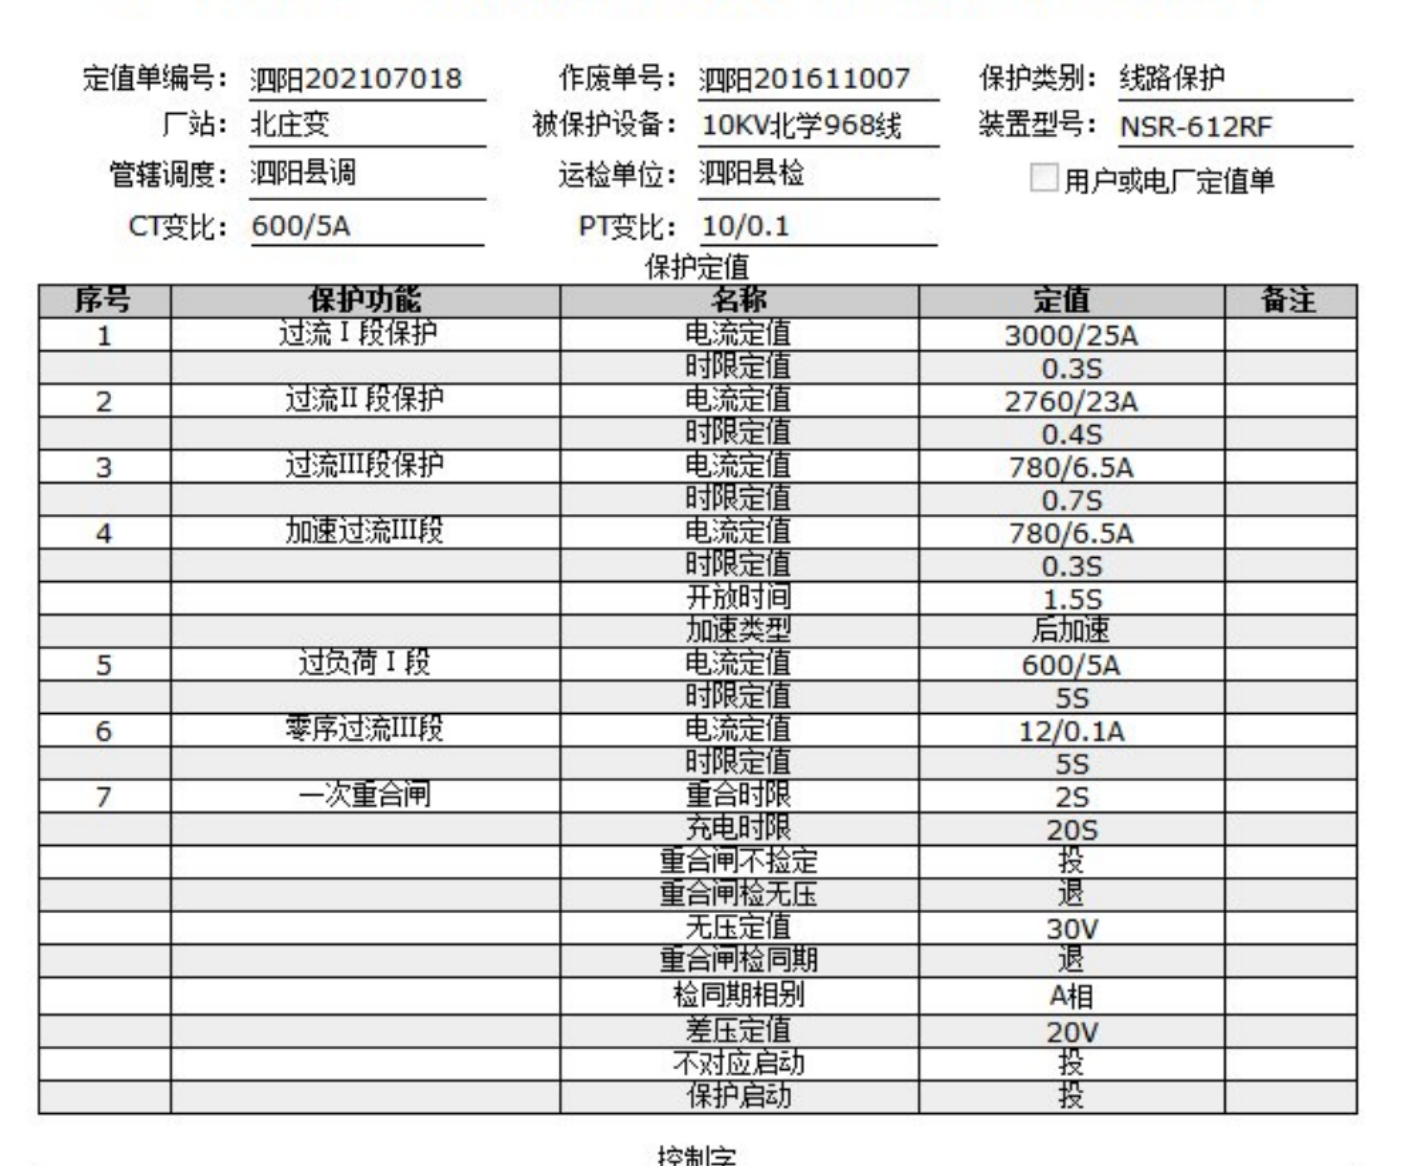 定值单编号： 泗阳202107018 作废单号： 泗阳201611007 保护类别： 线路保护
厂站： 北庄变 被保护设备： 10KV北学968线 装置型号： NSR-612RF
管辖调度： 泗阳县调 运检单位： 泗阳县检 用户或电厂定值单
CT变比： 600/5A PT变比： 10/0.1
保护定值
序号 保护功能 名称 定值 备注
1 过流 I 段保护 电流定值 3000/25A
时限定值 0.3S
2 过流II 段保护 电流定值 2760/23A
时限定值 0.4S
3 过流III段保护 电流定值 780/6.5A
时限定值 0.7S
4 加速过流III段 电流定值 780/6.5A
时限定值 0.3S
开放时间 1.5S
加速类型 后加速
5 过负荷 I 段 电流定值 600/5A
时限定值 5S
6 零序过流III段 电流定值 12/0.1A
时限定值 5S
7 一次重合闸 重合时限 2S
充电时限 20S
重合闸不捡定 投
重合闸检无压 退
无压定值 30V
重合闸检同期 退
检同期相别 A相
差压定值 20V
不对应启动 投
保护启动 投
控制字